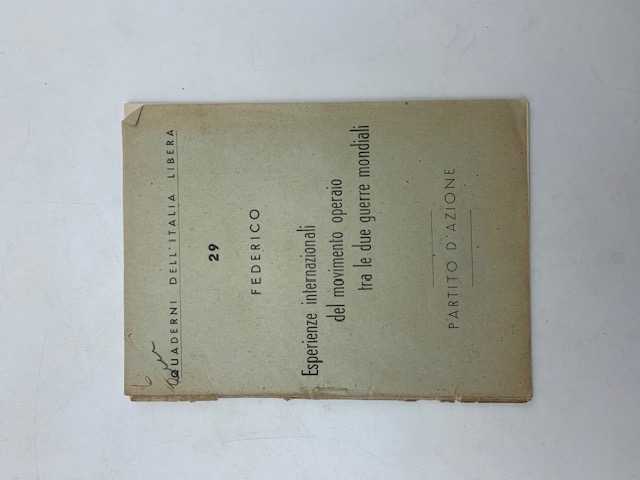 QUADERNI DELL'ITALIA LIBERA
29
FEDERICO
Esperienze internazionali
del movimento operaio
tra le due guerre mondiali
PARTITO D'AZIONE